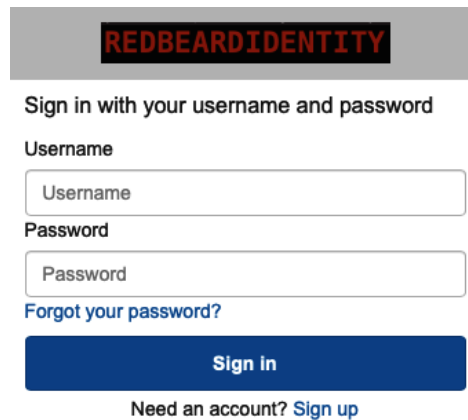 REDBEARDIDENTITY
Sign in with your username and password
Username
Username
Password
Password
Forgot your password?
Sign in
Need an account? Sign up